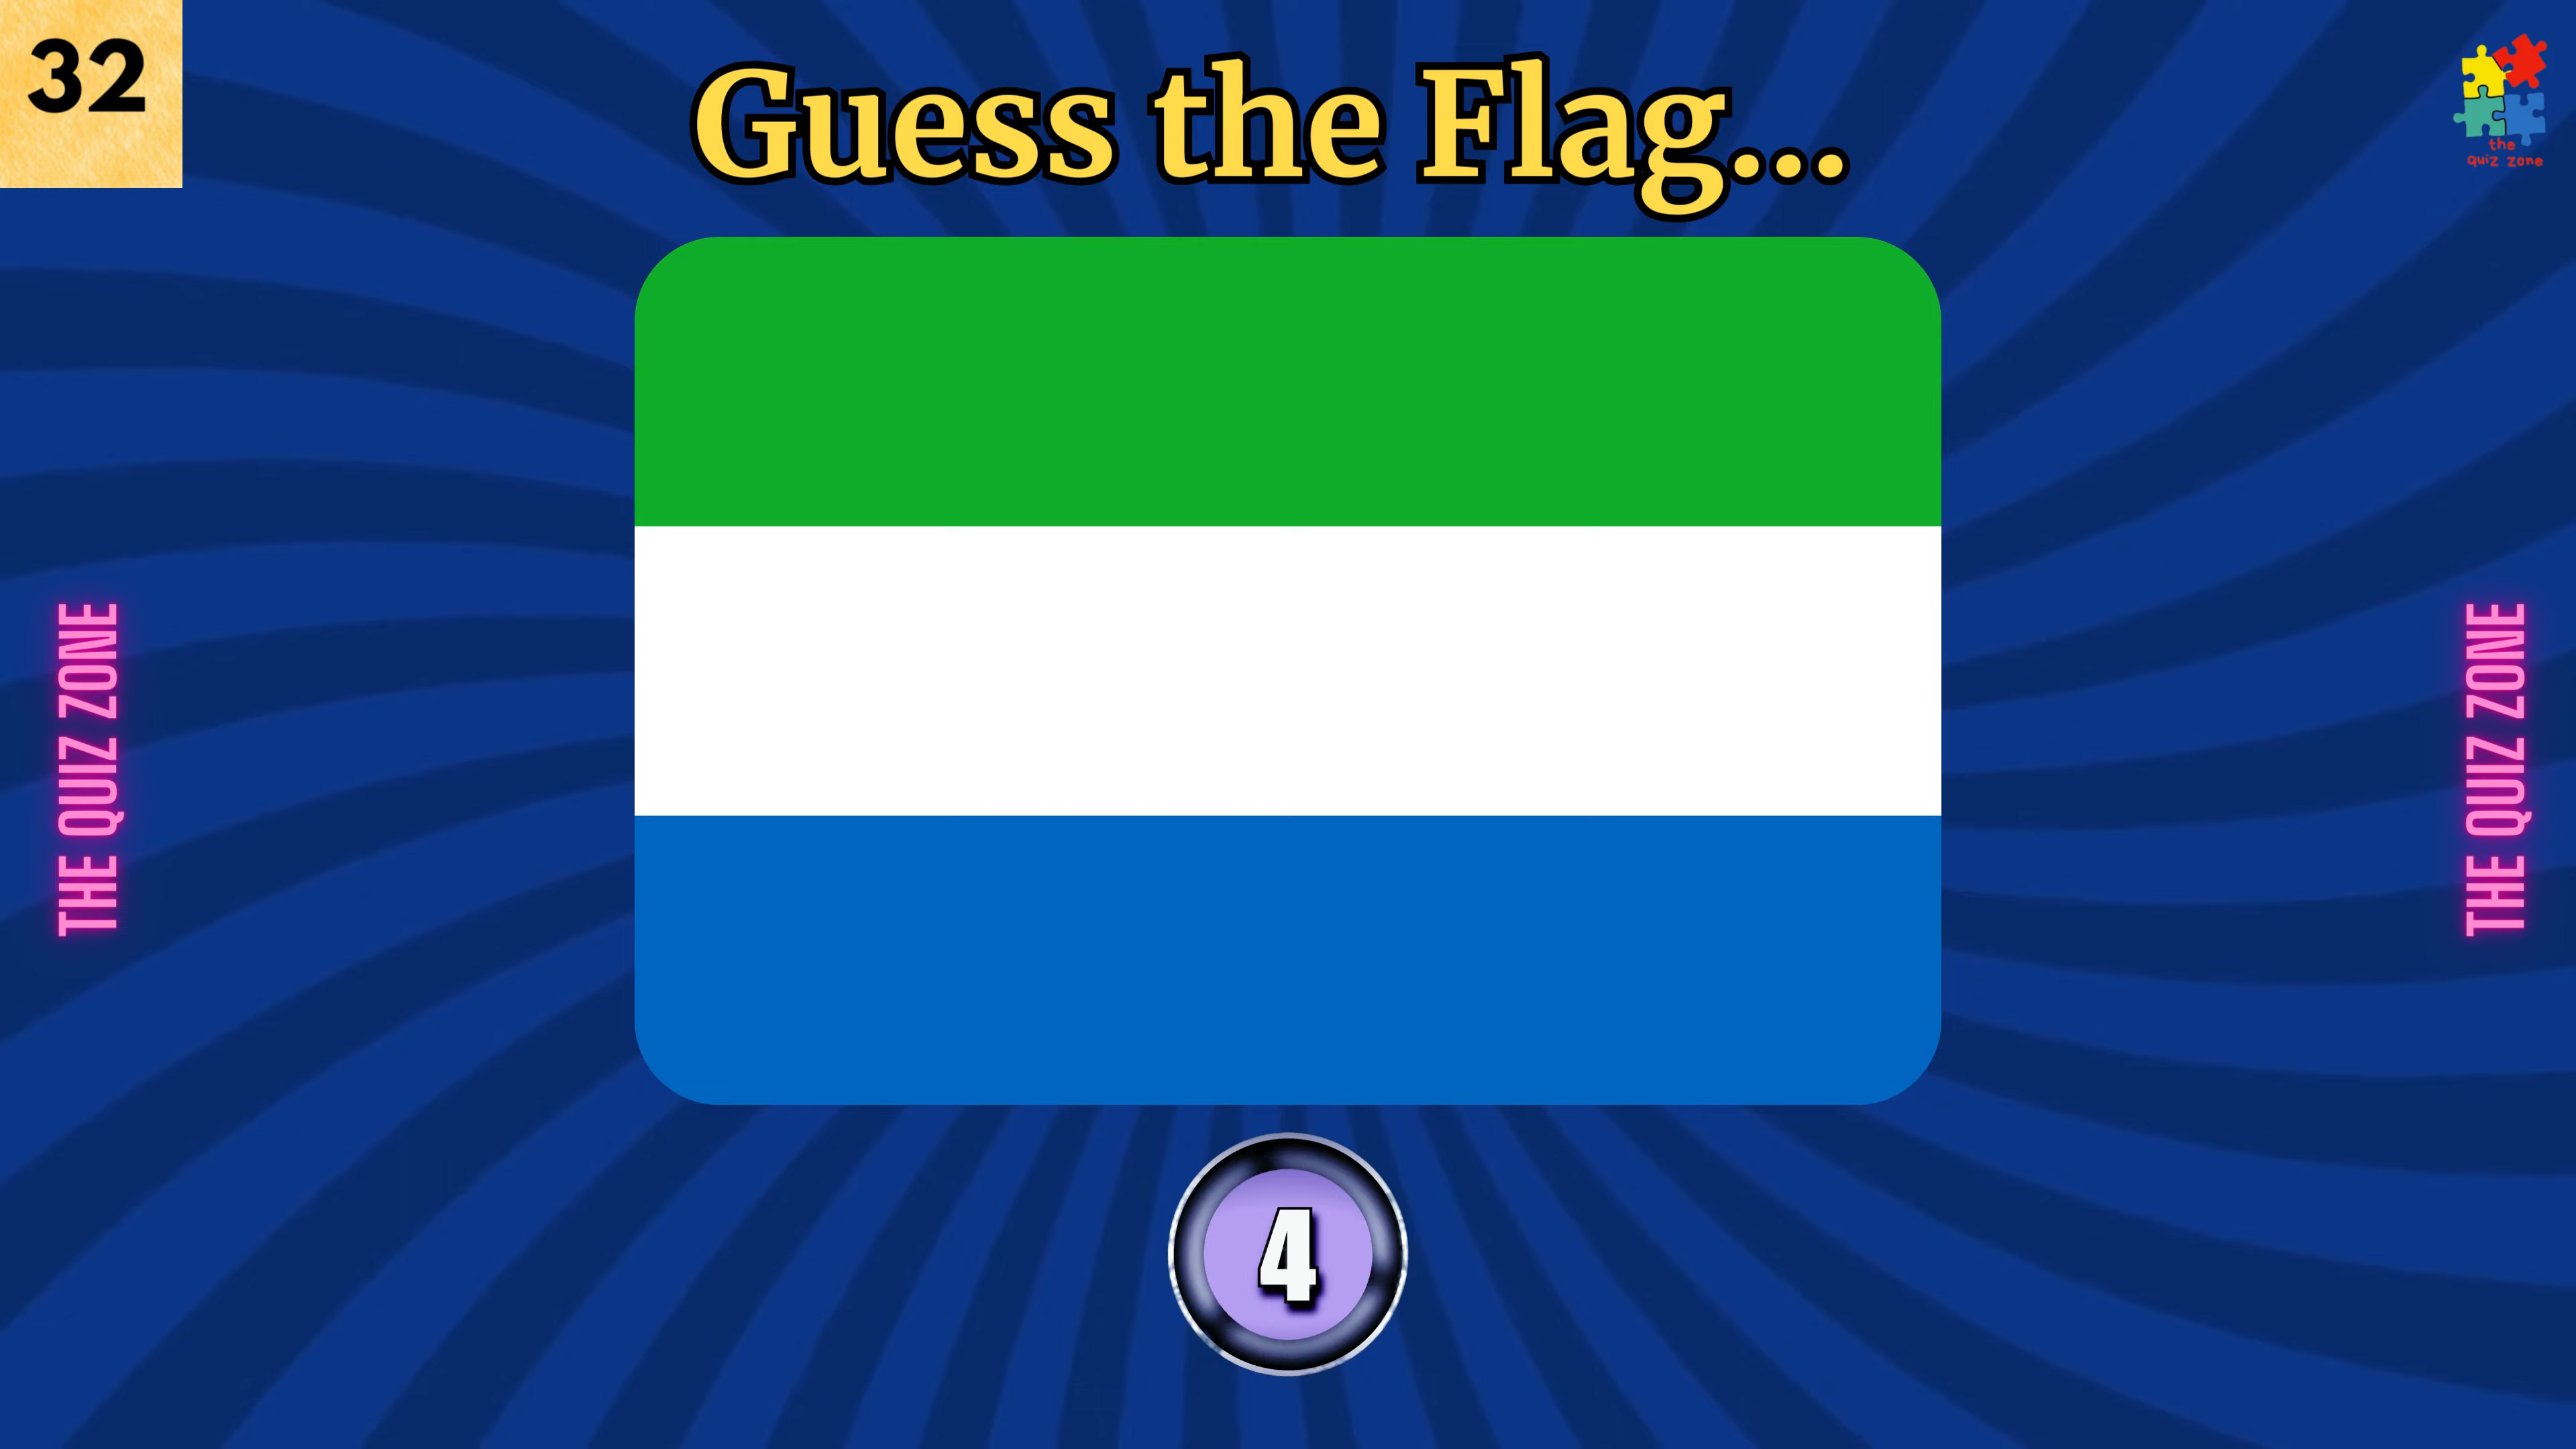 32
Guess the Flag...
the
quiz zone
THE QUIZ ZONE
THE QUIZ ZONE
4